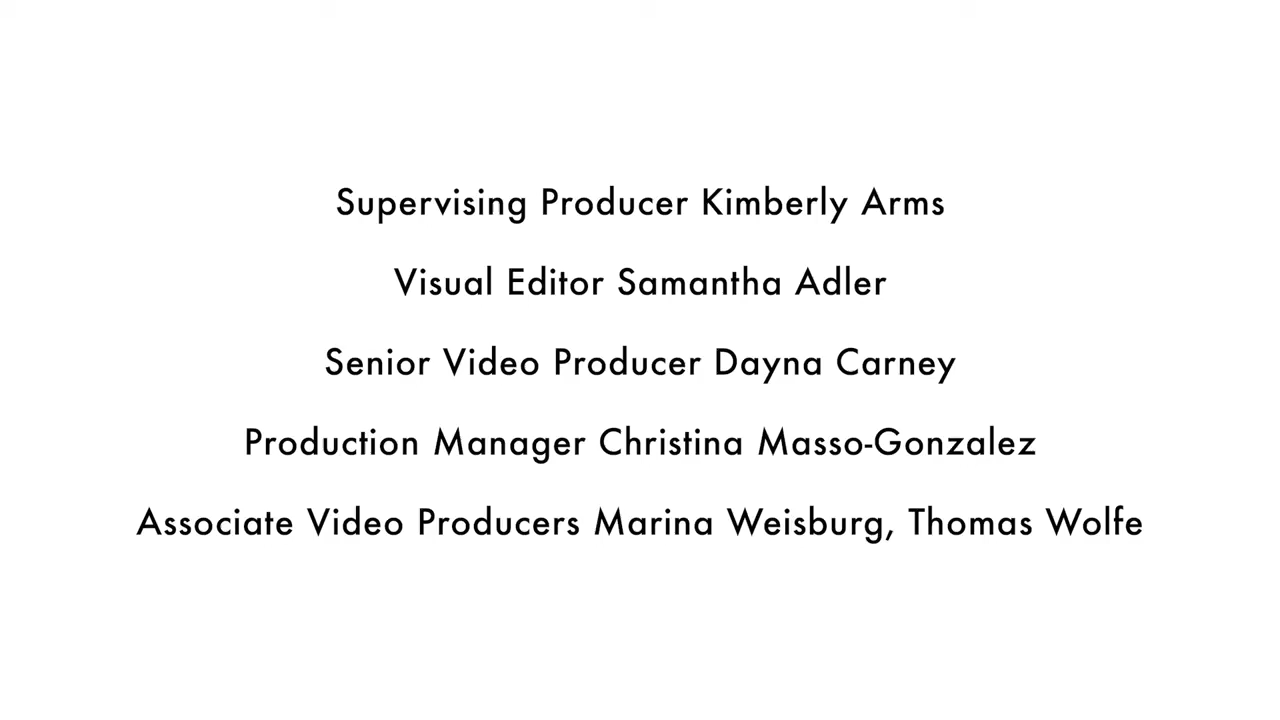 Supervising Producer Kimberly Arms
Visual Editor Samantha Adler
Senior Video Producer Dayna Carney
Production Manager Christina Masso-Gonzalez
Associate Video Producers Marina Weisburg, Thomas Wolfe